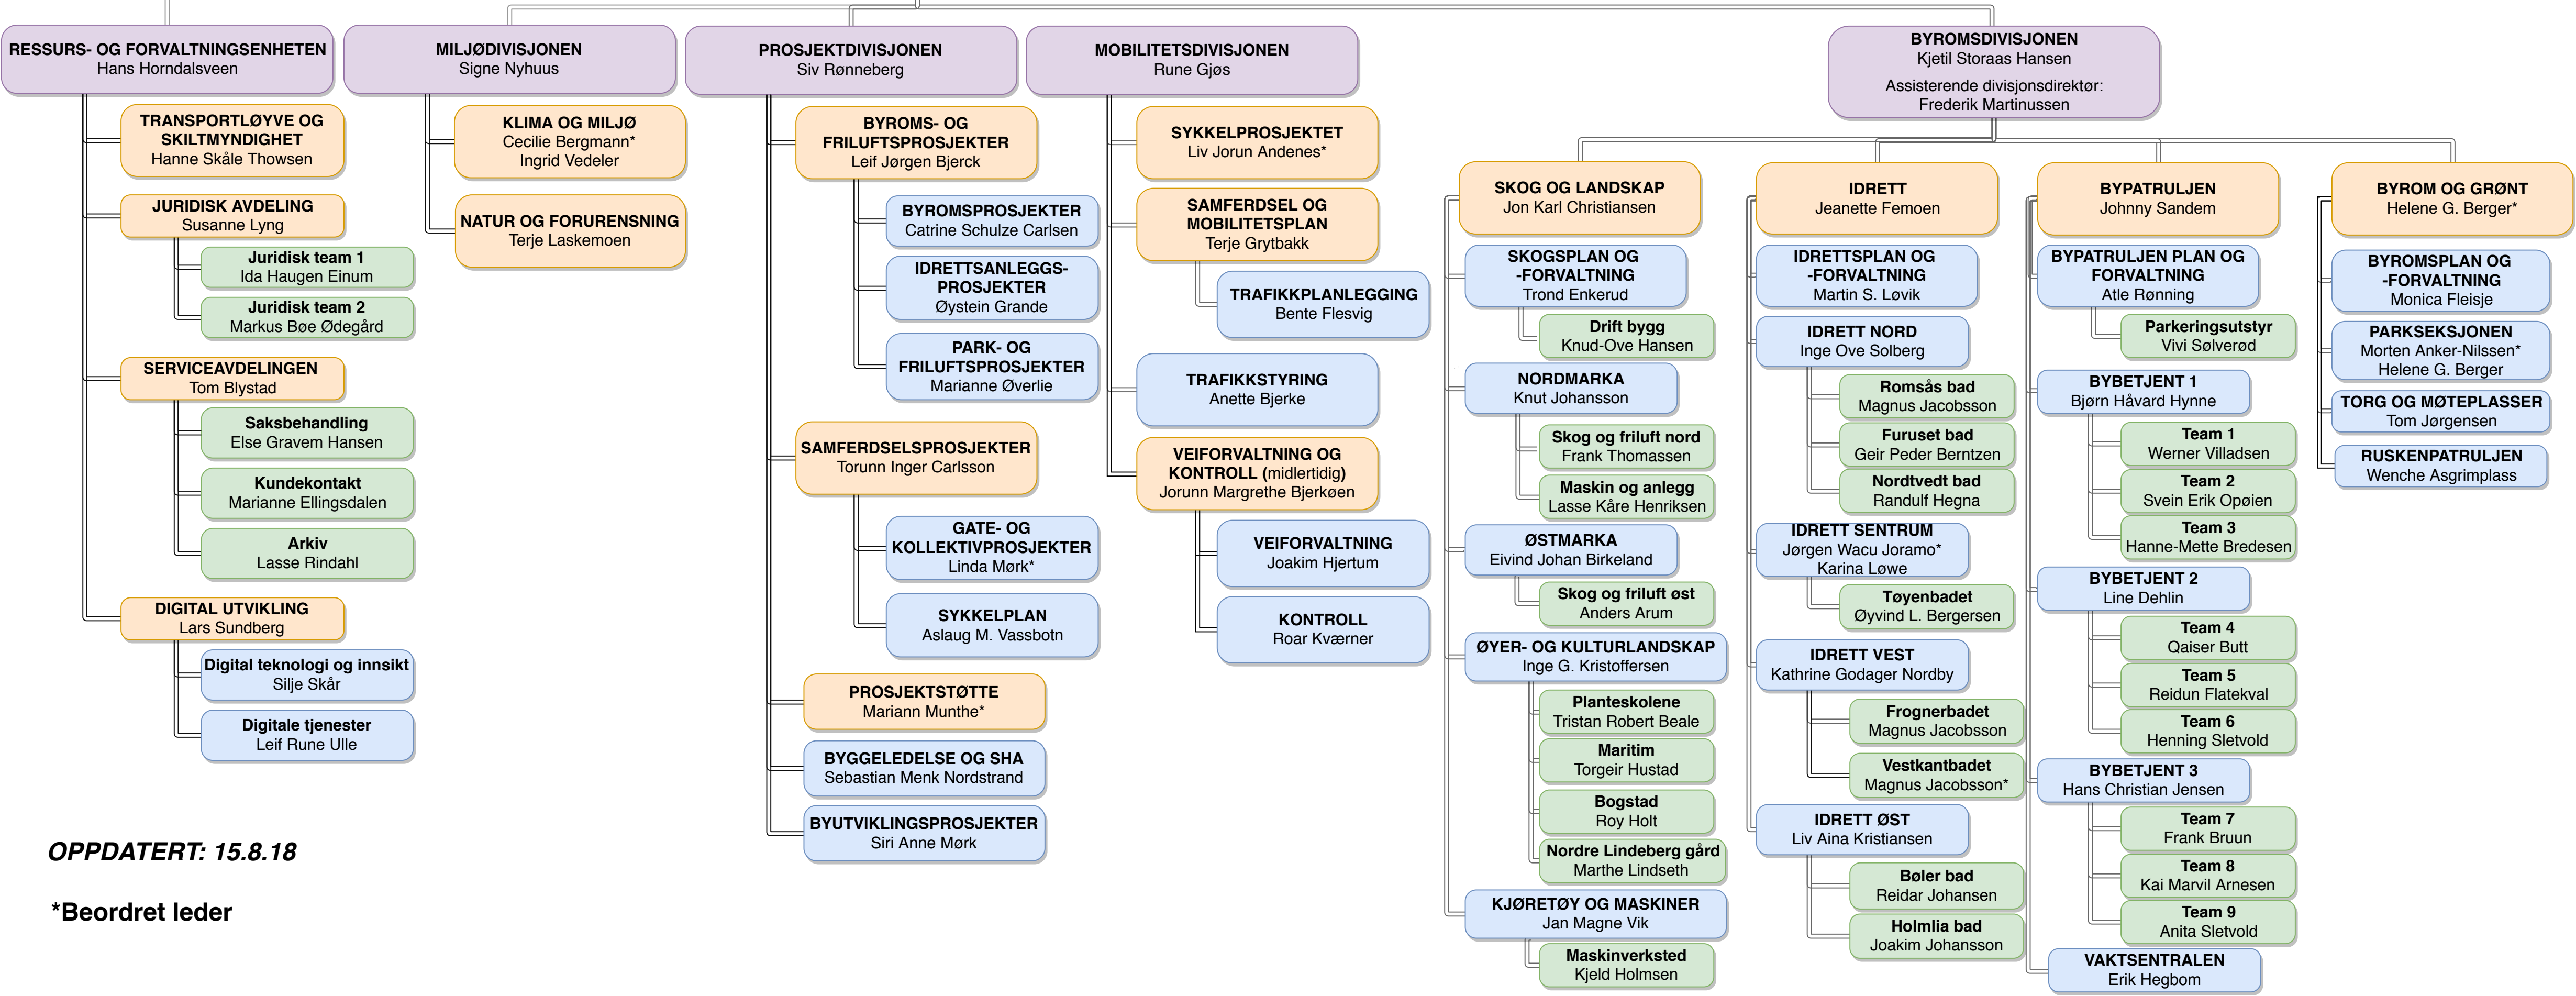 RESSURS- OG FORVALTNINGSENHETEN
Hans Horndalsveen
TRANSPORTLØYVE OG
SKILTMYNDIGHET
Hanne Skåle Thowsen
JURIDISK AVDELING
Susanne Lyng
Juridisk team 1
Ida Haugen Einum
Juridisk team 2
Markus Bøe Ødegård
SERVICEAVDELINGEN
Tom Blystad
Saksbehandling
Else Gravem Hansen
Kundekontakt
Marianne Ellingsdalen
Arkiv
Lasse Rindahl
DIGITAL UTVIKLING
Lars Sundberg
Digital teknologi og innsikt
Silje Skår
Digitale tjenester
Leif Rune Ulle
OPPDATERT: 15.8.18
*Beordret leder
MILJØDIVISJONEN
Signe Nyhuus
KLIMA OG MILJØ
Cecilie Bergmann*
Ingrid Vedeler
NATUR OG FORURENSNING
Terje Laskemoen
PROSJEKTDIVISJONEN
Siv Rønneberg
BYROMS- OG
FRILUFTSPROSJEKTER
Leif Jørgen Bjerck
BYROMSPROSJEKTER
Catrine Schulze Carlsen
IDRETTSANLEGGS-
PROSJEKTER
Øystein Grande
PARK- OG
FRILUFTSPROSJEKTER
Marianne Øverlie
SAMFERDSELSPROSJEKTER
Torunn Inger Carlsson
GATE- OG
KOLLEKTIVPROSJEKTER
Linda Mørk*
SYKKELPLAN
Aslaug M. Vassbotn
PROSJEKTSTØTTE
Mariann Munthe*
BYGGELEDELSE OG SHA
Sebastian Menk Nordstrand
BYUTVIKLINGSPROSJEKTER
Siri Anne Mørk
MOBILITETSDIVISJONEN
Rune Gjøs
SYKKELPROSJEKTET
Liv Jorun Andenes*
SAMFERDSEL OG
MOBILITETSPLAN
Terje Grytbakk
TRAFIKKPLANLEGGING
Bente Flesvig
TRAFIKKSTYRING
Anette Bjerke
VEIFORVALTNING OG
KONTROLL (midlertidig)
Jorunn Margrethe Bjerkøen
VEIFORVALTNING
Joakim Hjertum
KONTROLL
Roar Kværner
BYROMSDIVISJONEN
Kjetil Storaas Hansen
Assisterende divisjonsdirektør:
Frederik Martinussen
SKOG OG LANDSKAP
Jon Karl Christiansen
SKOGSPLAN OG
-FORVALTNING
Trond Enkerud
Drift bygg
Knud-Ove Hansen
NORDMARKA
Knut Johansson
Skog og friluft nord
Frank Thomassen
Maskin og anlegg
Lasse Kåre Henriksen
ØSTMARKA
Eivind Johan Birkeland
Skog og friluft øst
Anders Arum
ØYER- OG KULTURLANDSKAP
Inge G. Kristoffersen
Planteskolene
Tristan Robert Beale
Maritim
Torgeir Hustad
Bogstad
Roy Holt
Nordre Lindeberg gård
Marthe Lindseth
KJØRETØY OG MASKINER
Jan Magne Vik
Maskinverksted
Kjeld Holmsen
IDRETT
Jeanette Femoen
IDRETTSPLAN OG
-FORVALTNING
Martin S. Løvik
IDRETT NORD
Inge Ove Solberg
Romsås bad
Magnus Jacobsson
Furuset bad
Geir Peder Berntzen
Nordtvedt bad
Randulf Hegna
IDRETT SENTRUM
Jørgen Wacu Joramo*
Karina Løwe
Tøyenbadet
Øyvind L. Bergersen
IDRETT VEST
Kathrine Godager Nordby
Frognerbadet
Magnus Jacobsson
Vestkantbadet
Magnus Jacobsson*
IDRETT ØST
Liv Aina Kristiansen
Bøler bad
Reidar Johansen
Holmlia bad
Joakim Johansson
BYPATRULJEN
Johnny Sandem
BYPATRULJEN PLAN OG
FORVALTNING
Atle Rønning
Parkeringsutstyr
Vivi Sølverød
BYBETJENT 1
Bjørn Håvard Hynne
Team 1
Werner Villadsen
Team 2
Svein Erik Opøien
Team 3
Hanne-Mette Bredesen
BYBETJENT 2
Line Dehlin
Team 4
Qaiser Butt
Team 5
Reidun Flatekval
Team 6
Henning Sletvold
BYBETJENT 3
Hans Christian Jensen
Team 7
Frank Bruun
Team 8
Kai Marvil Arnesen
Team 9
Anita Sletvold
VAKTSENTRALEN
Erik Hegbom
BYROM OG GRØNT
Helene G. Berger*
BYROMSPLAN OG
-FORVALTNING
Monica Fleisje
PARKSEKSJONEN
Morten Anker-Nilssen*
Helene G. Berger
TORG OG MØTEPLASSER
Tom Jørgensen
RUSKENPATRULJEN
Wenche Asgrimplass